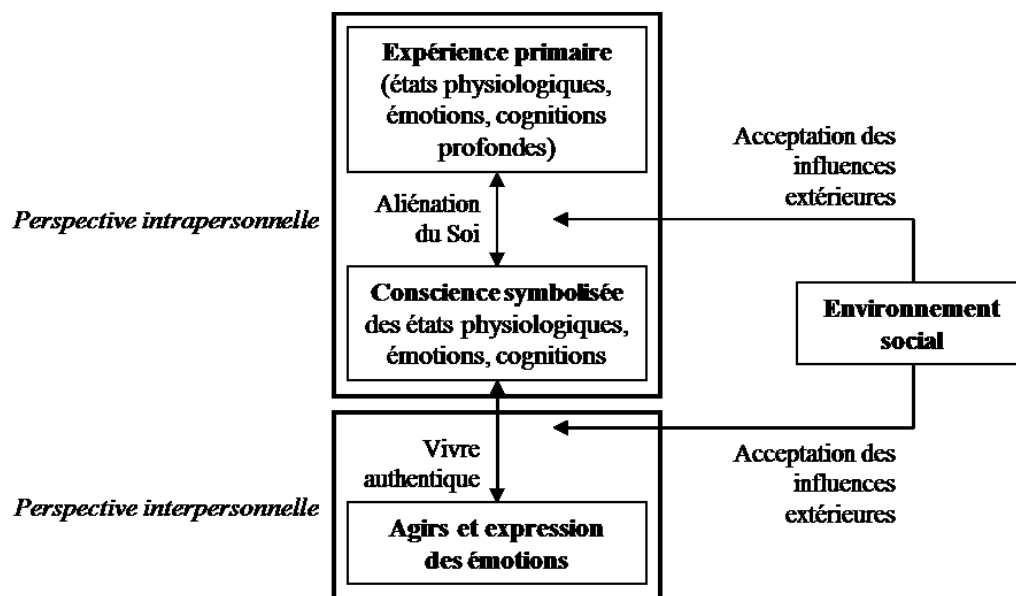 Expérience primaire
(états physiologiques,
émotions, cognitions
profondes)
Acceptation des
influences
extérieures
Perspective intrapersonnelle
Aliénation
du Soi
Conscience symbolisée
des états physiologiques,
émotions, cognitions
Environnement
social
Vivre
authentique
Acceptation des
influences
extérieures
Perspective interpersonnelle
Agirs et expression
des émotions